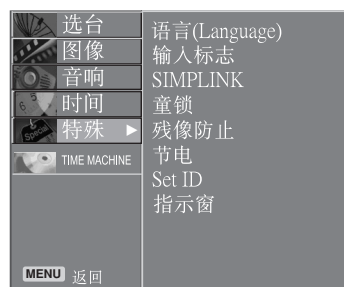 选台
图像
音响
时间
特殊
TIME MACHINE
MENU 返回
语言(Language)
输入标志
SIMPLINK
童锁
残像防止
节电
Set ID
指示窗